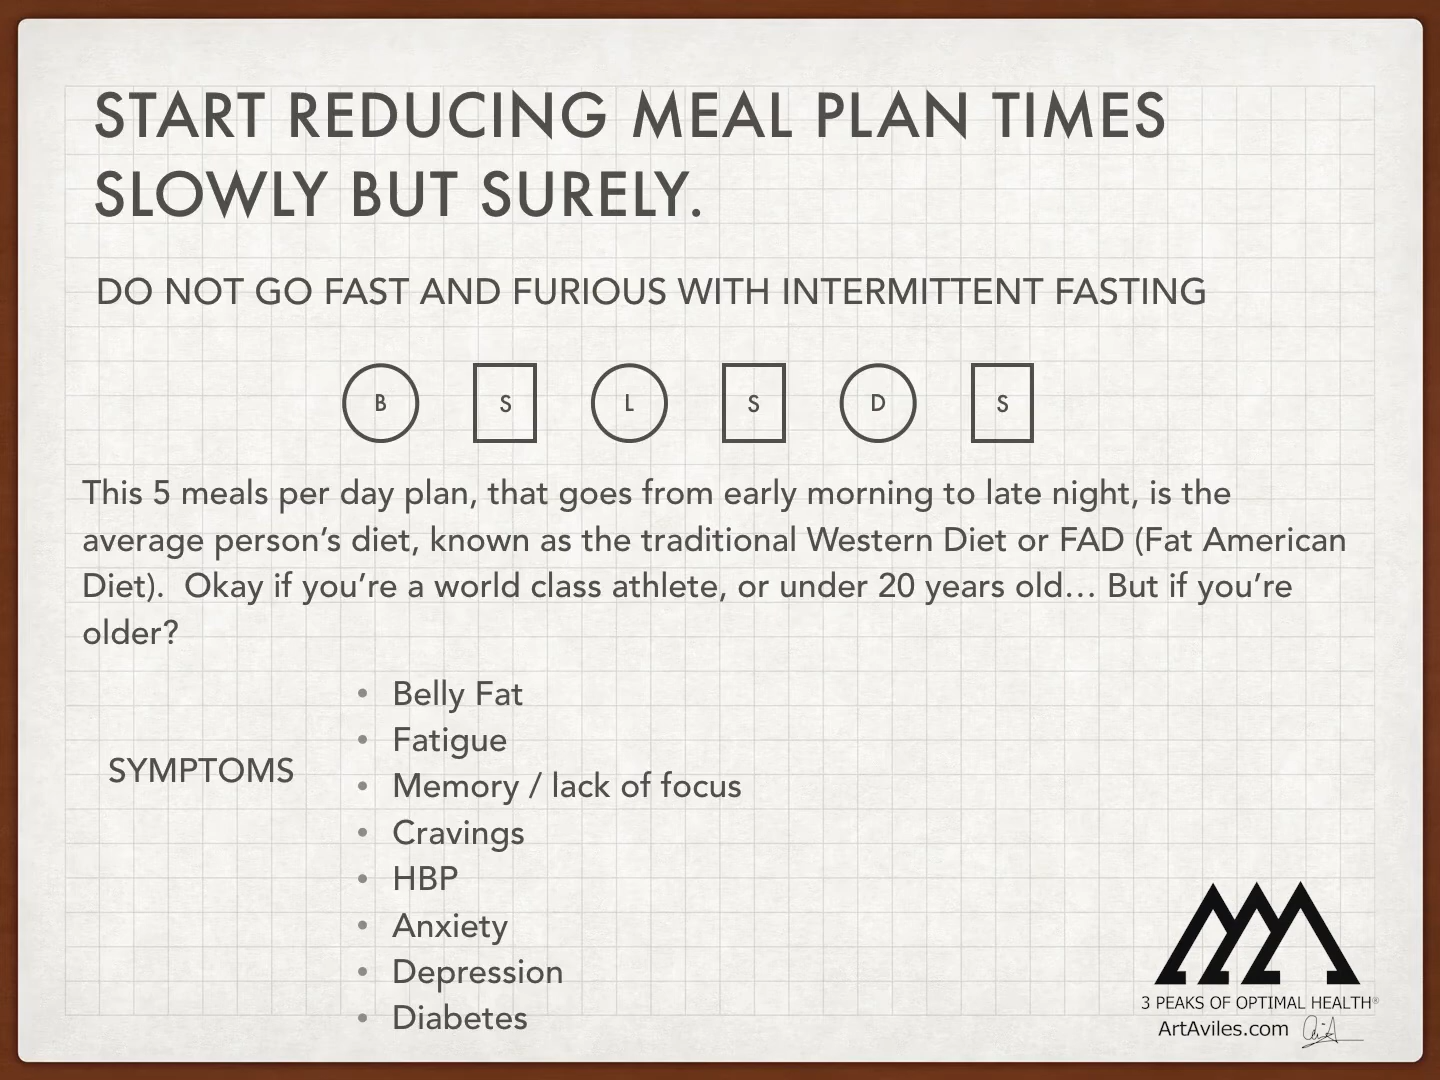 START REDUCING MEAL PLAN TIMES
SLOWLY BUT SURELY.
DO NOT GO FAST AND FURIOUS WITH INTERMITTENT FASTING
B S L S D S
This 5 meals per day plan, that goes from early morning to late night, is the
average person’s diet, known as the traditional Western Diet or FAD (Fat American
Diet).  Okay if you’re a world class athlete, or under 20 years old… But if you’re
older?
SYMPTOMS
• Belly Fat
• Fatigue
• Memory / lack of focus
• Cravings
• HBP
• Anxiety
• Depression
• Diabetes
3 PEAKS OF OPTIMAL HEALTH®
ArtAviles.com